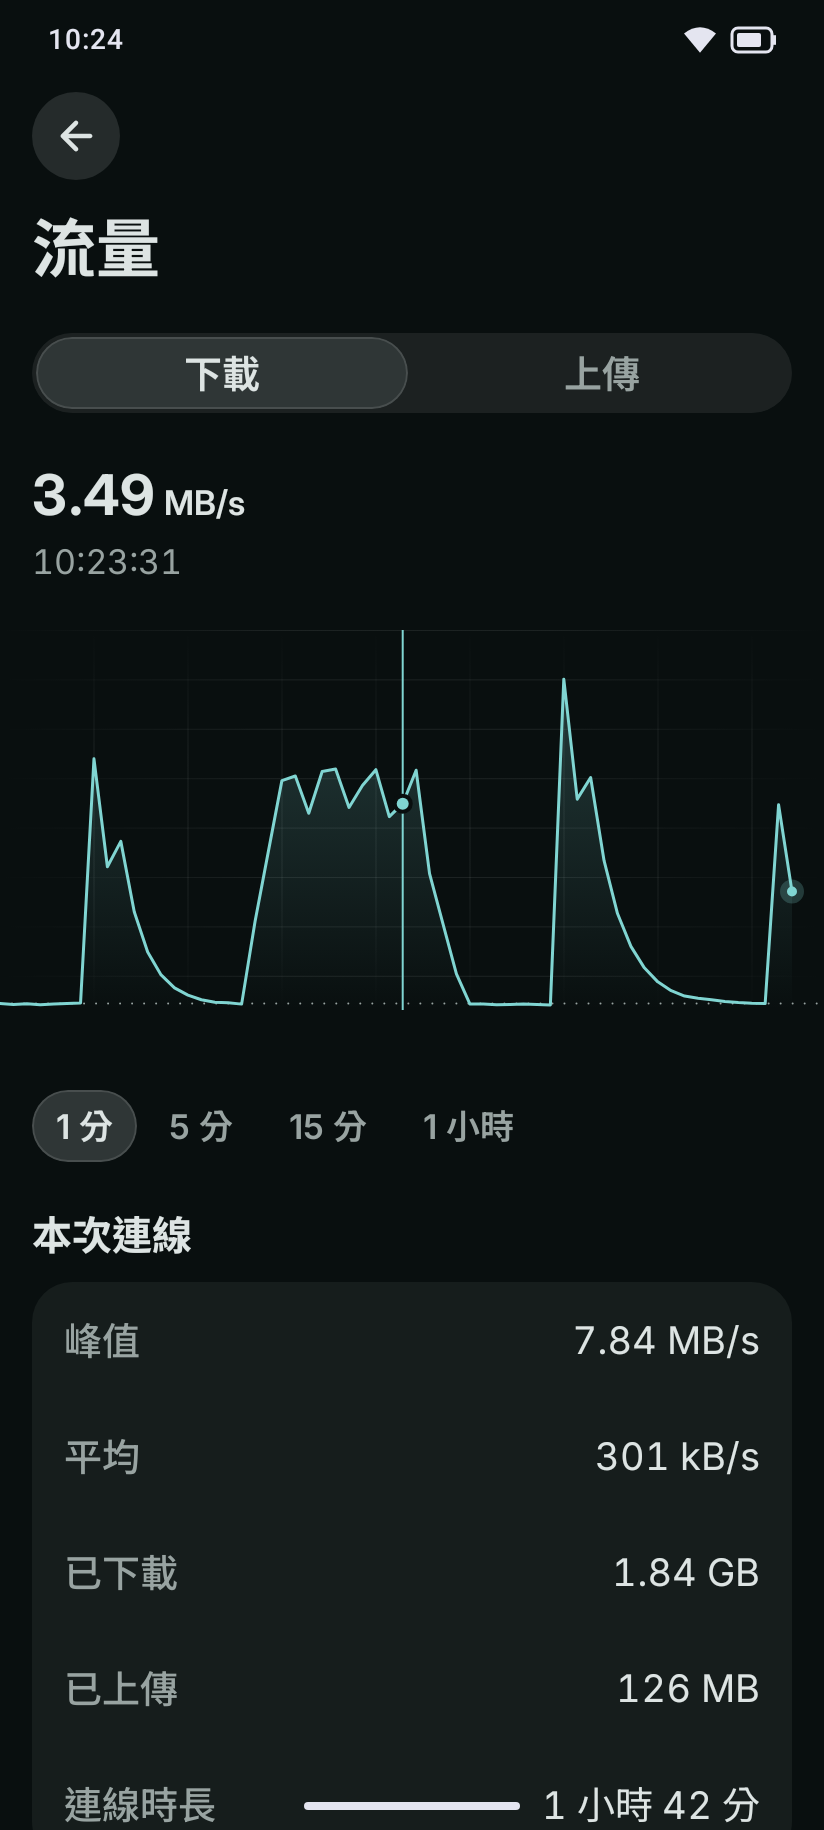 10:24
流量
下載
上傳
3.49 MB/s
10:23:31
1 分
5 分
15 分
1 小時
本次連線
峰值
7.84 MB/s
平均
301 kB/s
已下載
1.84 GB
已上傳
126 MB
連線時長
1 小時 42 分